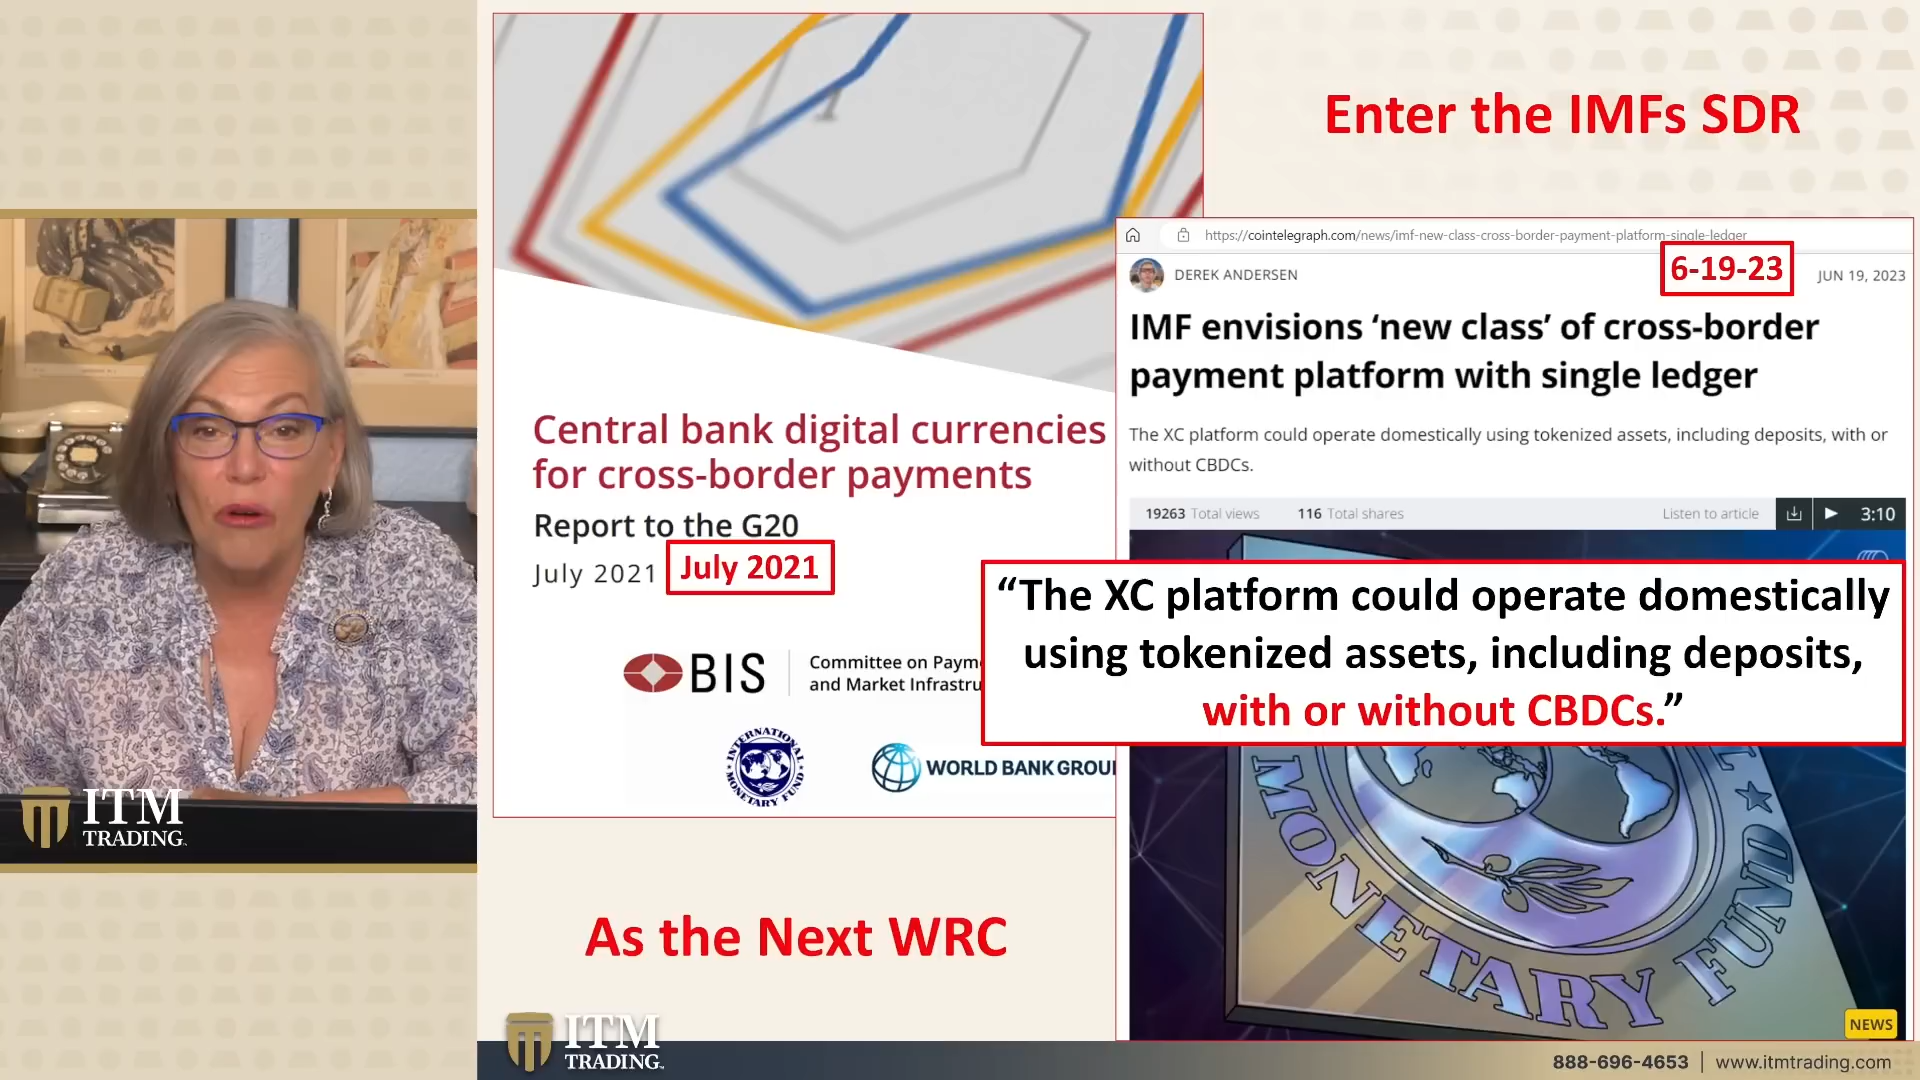 Enter the IMFs SDR
Central bank digital currencies
for cross-border payments
Report to the G20
July 2021
July 2021
BIS
Committee on Paym
and Market Infrastru
INTERNATIONAL
MONETARY FUND
WORLD BANK GROUP
https://cointelegraph.com/news/imf-new-class-cross-border-payment-platform-single-ledger
DEREK ANDERSEN
6-19-23
JUN 19, 2023
IMF envisions ‘new class’ of cross-border
payment platform with single ledger
The XC platform could operate domestically using tokenized assets, including deposits, with or
without CBDCs.
19263 Total views
116 Total shares
Listen to article
3:10
“The XC platform could operate domestically
using tokenized assets, including deposits,
with or without CBDCs.”
MONETARY FUND
NEWS
As the Next WRC
ITM
TRADING
ITM
TRADING
888-696-4653 | www.itmtrading.com